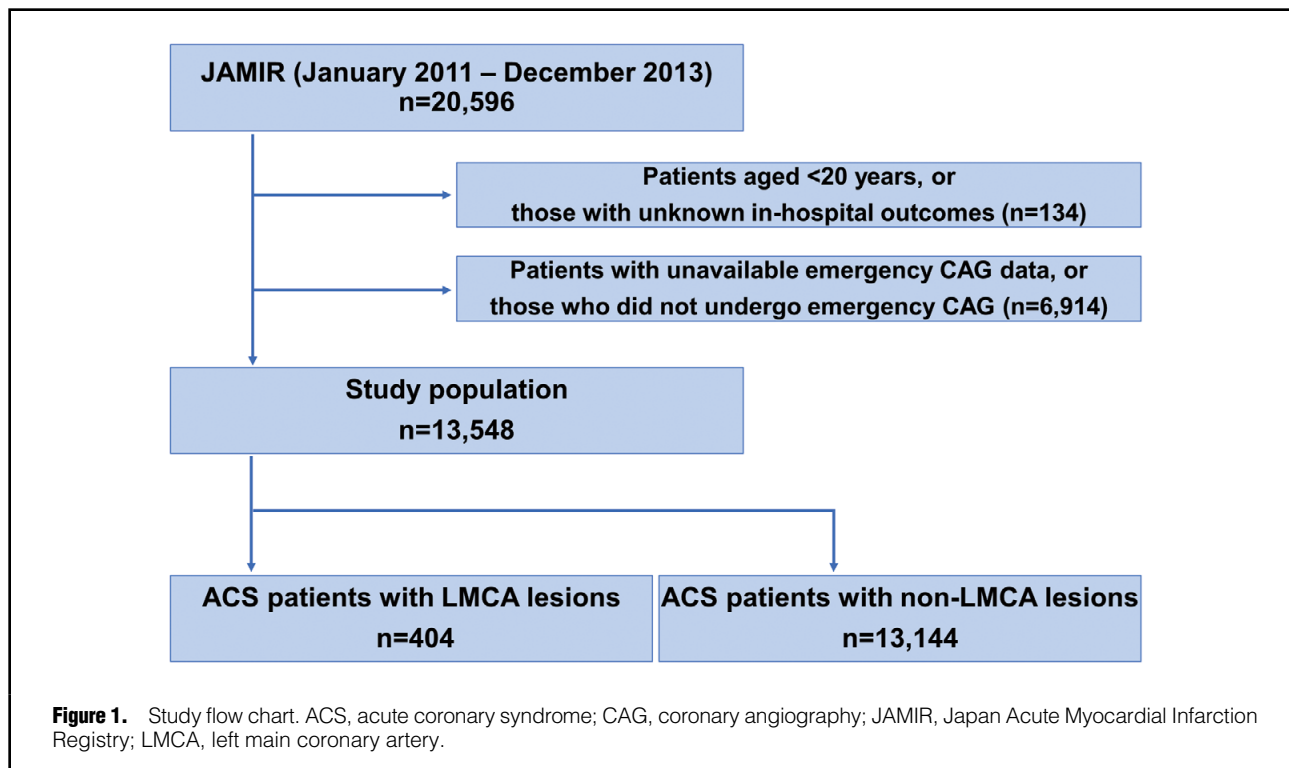 JAMIR (January 2011 – December 2013)
n=20,596
Patients aged <20 years, or
those with unknown in-hospital outcomes (n=134)
Patients with unavailable emergency CAG data, or
those who did not undergo emergency CAG (n=6,914)
Study population
n=13,548
ACS patients with LMCA lesions
n=404
ACS patients with non-LMCA lesions
n=13,144
Figure 1. Study flow chart. ACS, acute coronary syndrome; CAG, coronary angiography; JAMIR, Japan Acute Myocardial Infarction
Registry; LMCA, left main coronary artery.